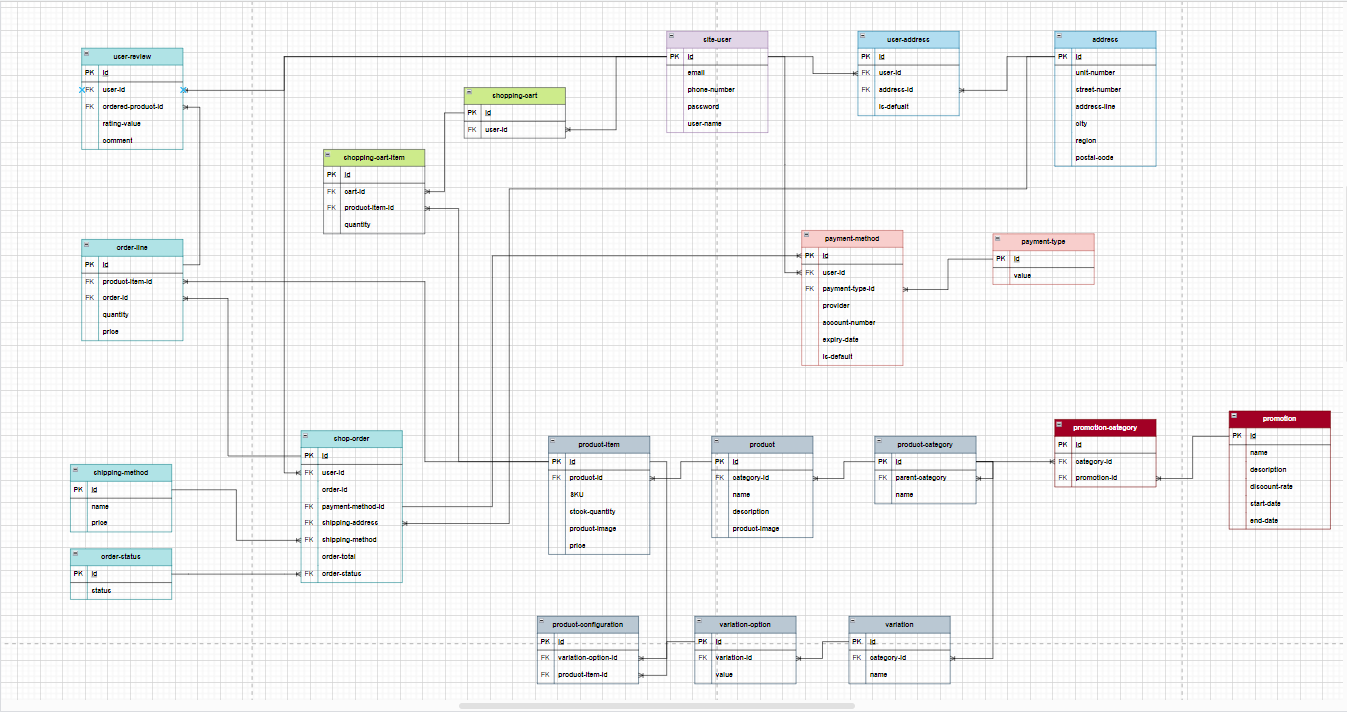 user-review
PK id
FK user-id
FK ordered-product-id
rating-value
comment
site-user
PK id
email
phone-number
password
user-name
user-address
PK id
FK user-id
FK address-id
is-defualt
address
PK id
unit-number
street-number
address-line
city
region
postal-code
shopping-cart
PK id
FK user-id
shopping-cart-item
PK id
FK cart-id
FK product-item-id
quantity
order-line
PK id
FK product-item-id
FK order-id
quantity
price
payment-method
PK id
FK user-id
FK payment-type-id
provider
account-number
expiry-date
is-default
payment-type
PK id
value
shop-order
PK id
FK user-id
order-id
FK payment-method-id
FK shipping-address
FK shipping-method
order-total
FK order-status
shipping-method
PK id
name
price
order-status
PK id
status
product-item
PK id
FK product-id
SKU
stock-quantity
product-image
price
product
PK id
FK category-id
name
description
product-image
product-category
PK id
FK parent-category
name
promotion-category
PK id
FK category-id
FK promotion-id
promotion
PK id
name
description
discount-rate
start-date
end-date
product-configuration
PK id
FK variation-option-id
FK product-item-id
variation-option
PK id
FK variation-id
value
variation
PK id
FK category-id
name